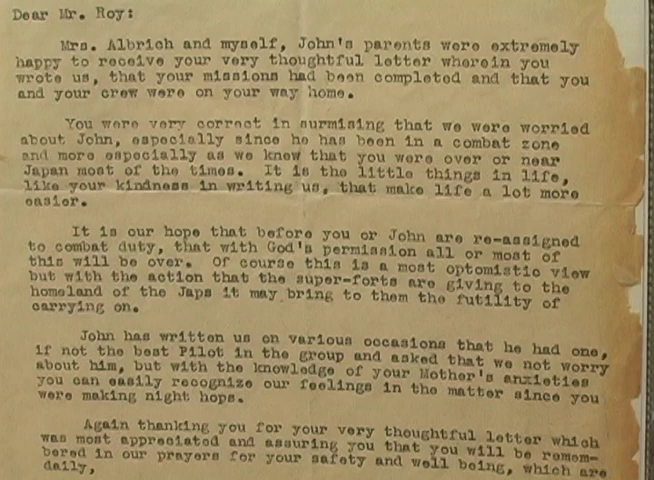 Dear Mr. Roy:
Mrs. Albrich and myself, John's parents were extremely
happy to receive your very thoughtful letter wherein you
wrote us, that your missions had been completed and that you
and your crew were on your way home.
You were very correct in surmising that we were worried
about John, especially since he has been in a combat zone
and more especially as we knew that you were over or near
Japan most of the times. It is the little things in life,
like your kindness in writing us, that make life a lot more
easier.
It is our hope that before you or John are re-assigned
to combat duty, that with God's permission all or most of
this will be over. Of course this is a most optomistic view
but with the action that the super-forts are giving to the
homeland of the Japs it may bring to them the futility of
carrying on.
John has written us on various occasions that he had one,
if not the best Pilot in the group and asked that we not worry
about him, but with the knowledge of your Mother's anxieties
you can easily recognize our feelings in the matter since you
were making night hops.
Again thanking you for your very thoughtful letter which
was most appreciated and assuring you that you will be remem-
bered in our prayers for your safety and well being, which are
daily,